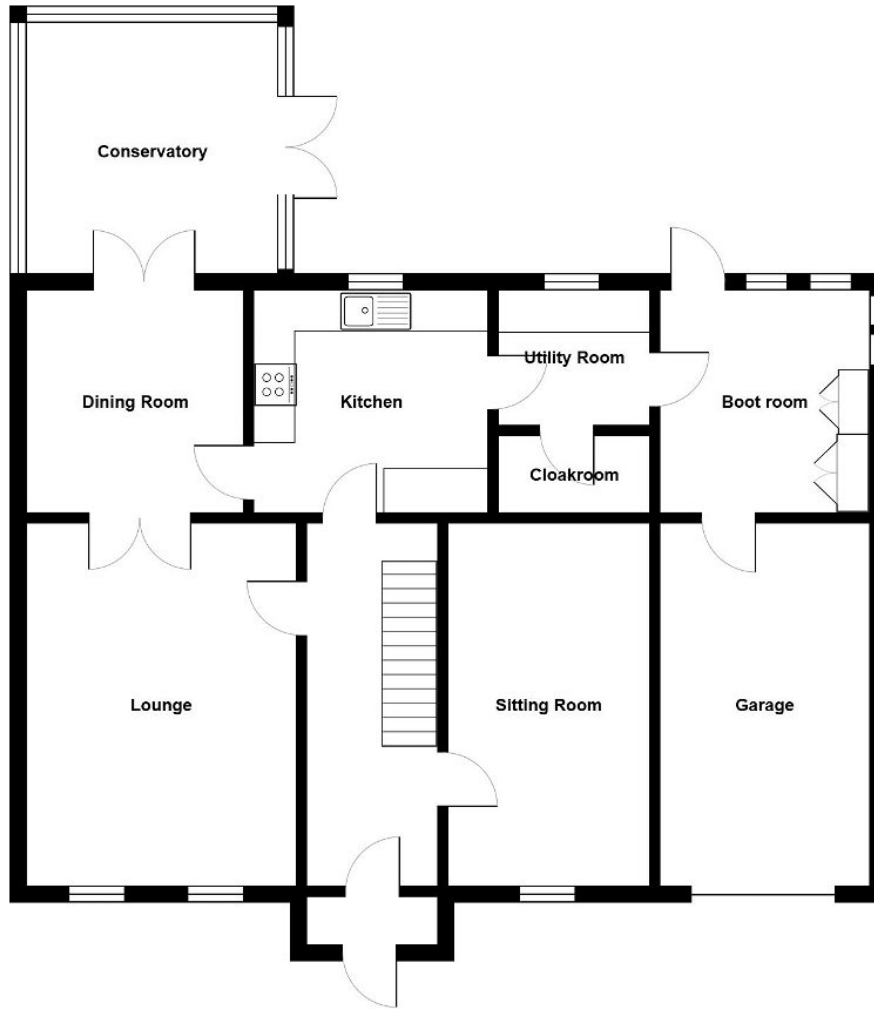 Conservatory
Utility Room
Dining Room
Kitchen
Boot room
Cloakroom
Lounge
Sitting Room
Garage